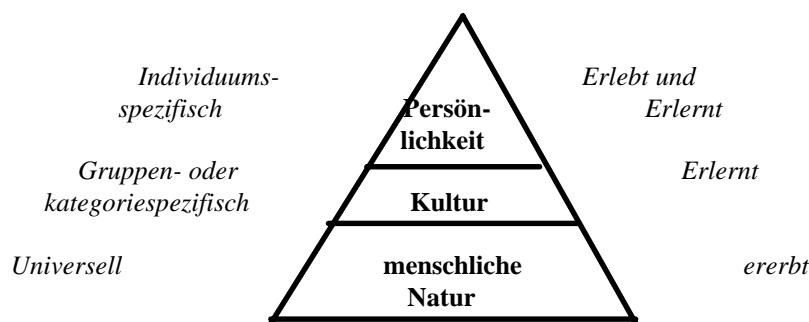 Individuums-
spezifisch
Persön-
lichkeit
Erlebt und
Erlernt
Gruppen- oder
kategoriespezifisch
Kultur
Erlernt
Universell
menschliche
Natur
ererbt